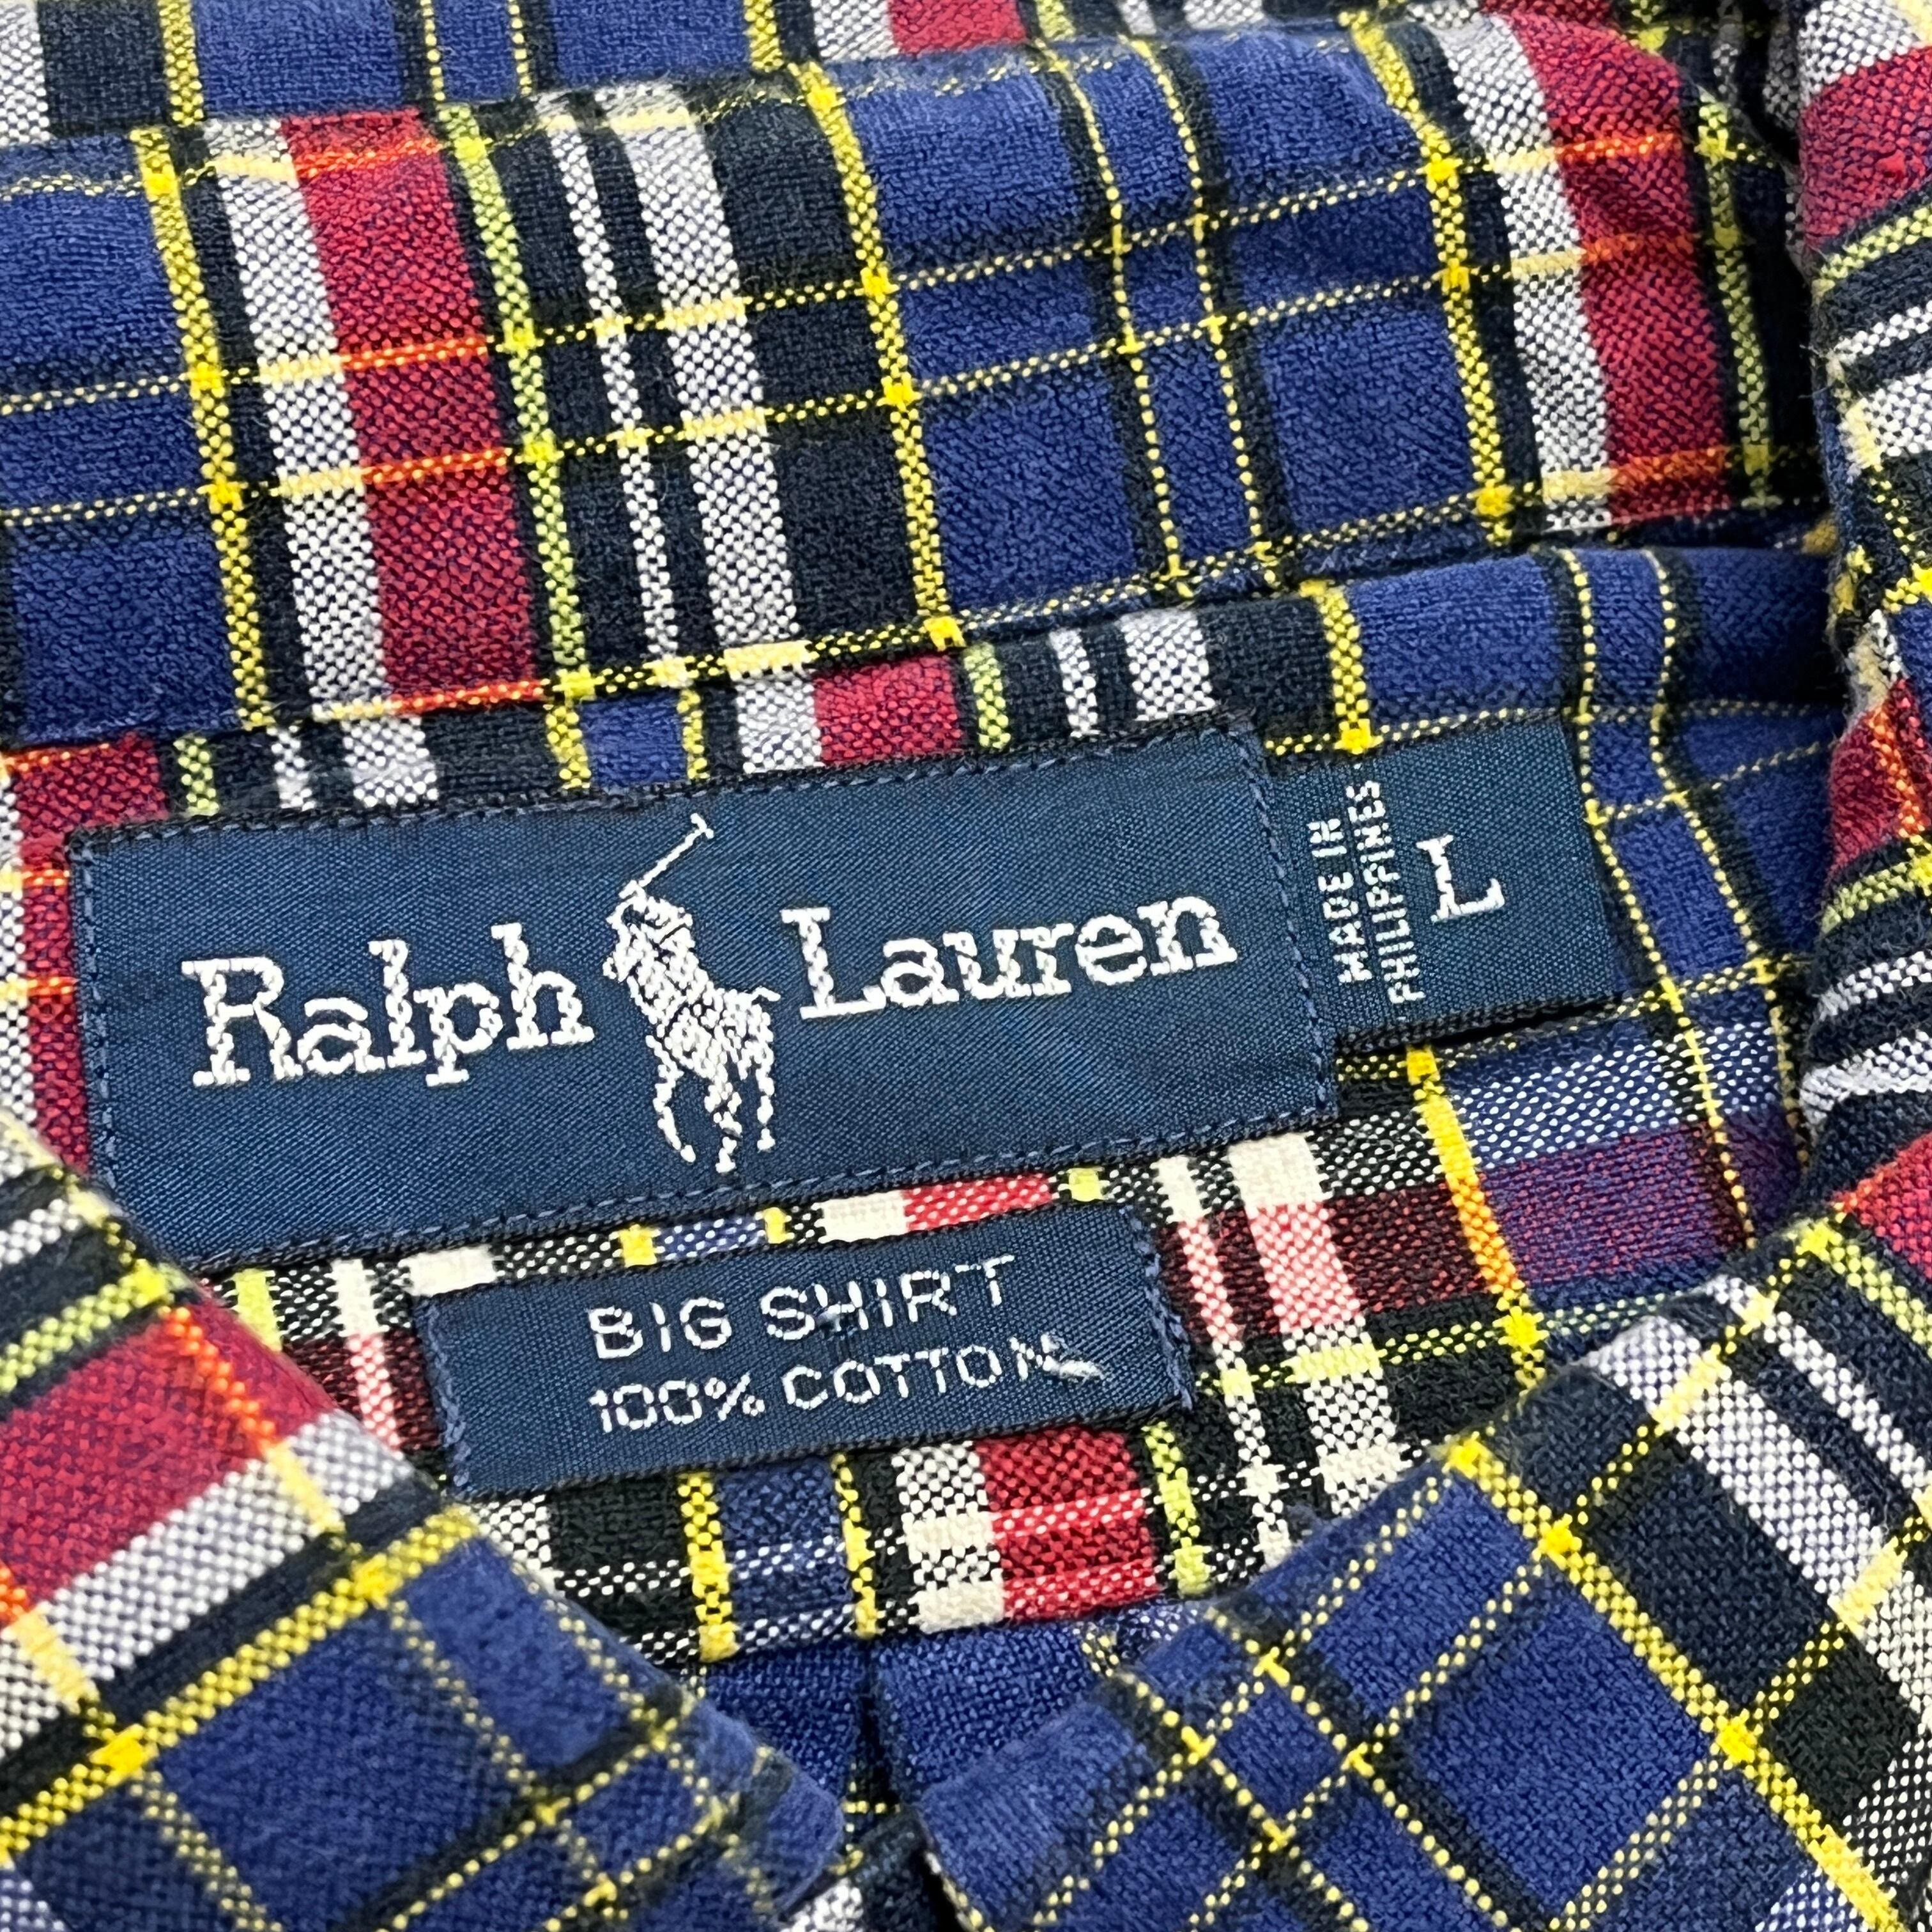 Ralph Lauren
MADE IN
PHILIPPINES
L
BIG SHIRT
100% COTTON